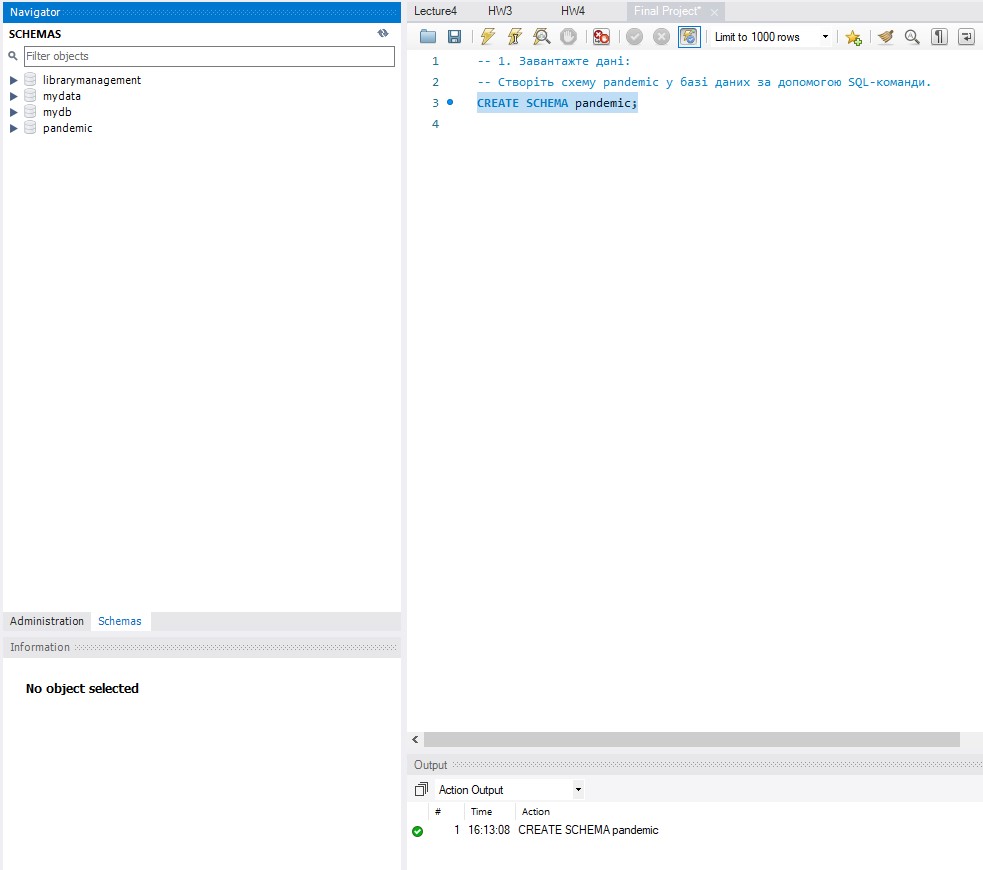 Navigator
SCHEMAS
Filter objects
librarymanagement
mydata
mydb
pandemic
Administration Schemas
Information
No object selected
Lecture4 HW3 HW4 Final Project*
Limit to 1000 rows
1 -- 1. Завантажте дані:
2 -- Створіть схему pandemic у базі даних за допомогою SQL-команди.
3 CREATE SCHEMA pandemic;
4
Output
Action Output
# Time Action
1 16:13:08 CREATE SCHEMA pandemic